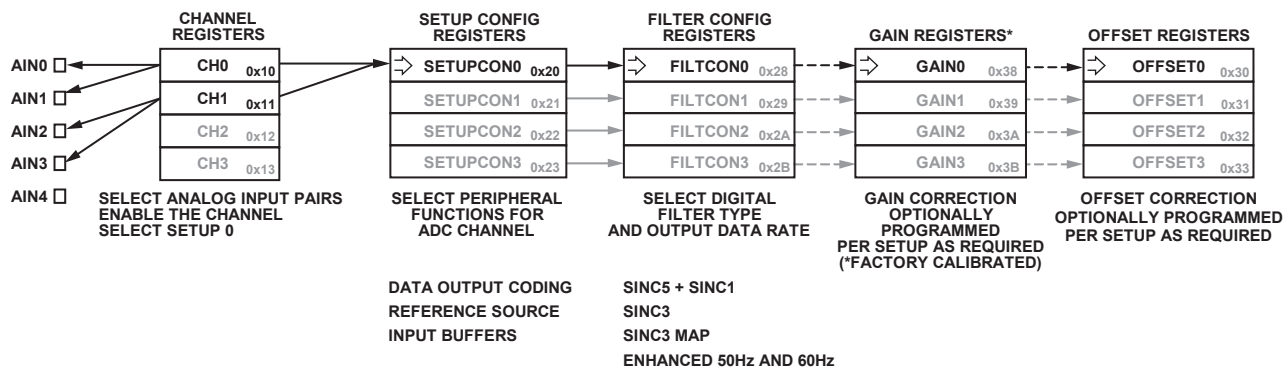 CHANNEL
REGISTERS
SETUP CONFIG
REGISTERS
FILTER CONFIG
REGISTERS
GAIN REGISTERS*
OFFSET REGISTERS
AIN0
AIN1
AIN2
AIN3
AIN4
CH0 0x10
CH1 0x11
CH2 0x12
CH3 0x13
SETUPCON0 0x20
SETUPCON1 0x21
SETUPCON2 0x22
SETUPCON3 0x23
FILTCON0 0x28
FILTCON1 0x29
FILTCON2 0x2A
FILTCON3 0x2B
GAIN0 0x38
GAIN1 0x39
GAIN2 0x3A
GAIN3 0x3B
OFFSET0 0x30
OFFSET1 0x31
OFFSET2 0x32
OFFSET3 0x33
SELECT ANALOG INPUT PAIRS
ENABLE THE CHANNEL
SELECT SETUP 0
SELECT PERIPHERAL
FUNCTIONS FOR
ADC CHANNEL
SELECT DIGITAL
FILTER TYPE
AND OUTPUT DATA RATE
GAIN CORRECTION
OPTIONALLY
PROGRAMMED
PER SETUP AS REQUIRED
(*FACTORY CALIBRATED)
OFFSET CORRECTION
OPTIONALLY PROGRAMMED
PER SETUP AS REQUIRED
DATA OUTPUT CODING
REFERENCE SOURCE
INPUT BUFFERS
SINC5 + SINC1
SINC3
SINC3 MAP
ENHANCED 50Hz AND 60Hz